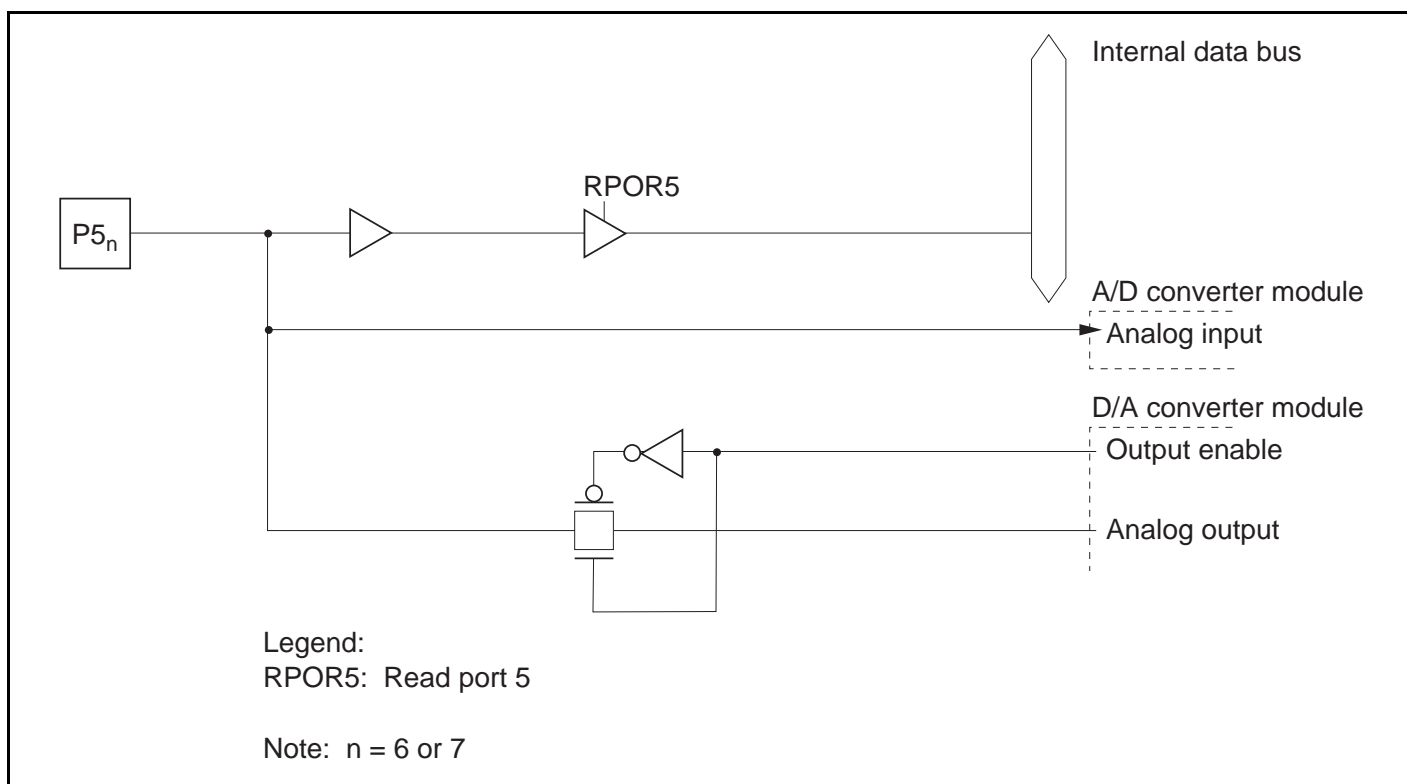 Internal data bus
RPOR5
P5n
A/D converter module
Analog input
D/A converter module
Output enable
Analog output
Legend:
RPOR5: Read port 5
Note: n = 6 or 7